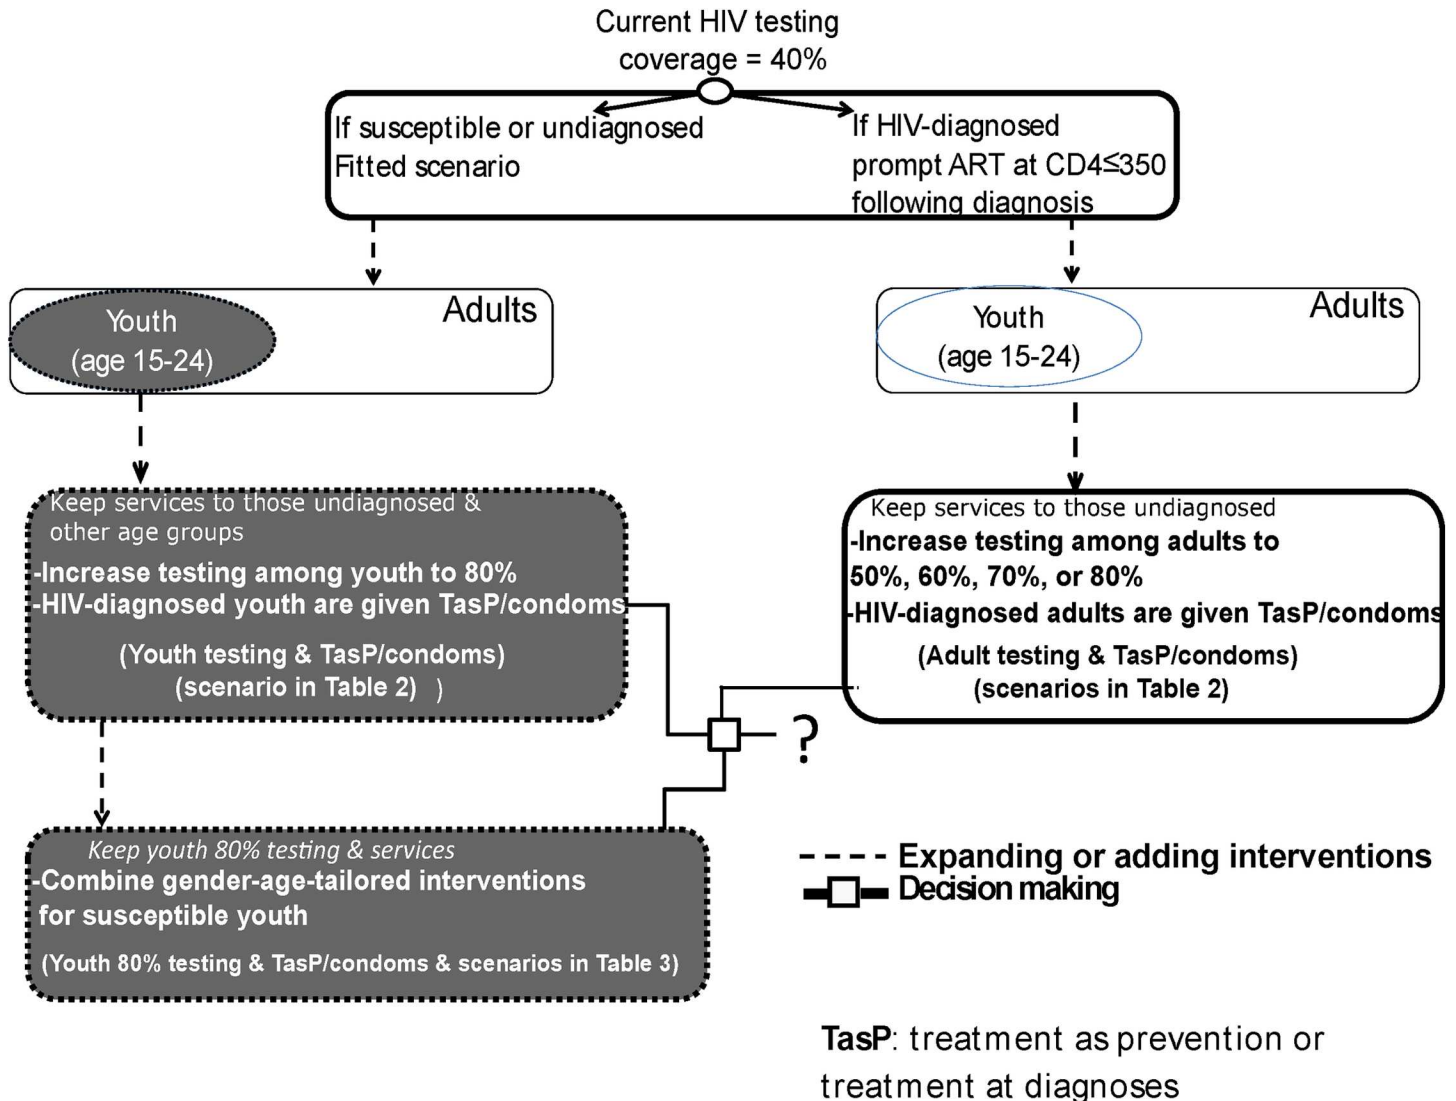 Current HIV testing
coverage = 40%
If susceptible or undiagnosed
Fitted scenario
If HIV-diagnosed
prompt ART at CD4≤350
following diagnosis
Youth
(age 15-24)
Adults
Youth
(age 15-24)
Adults
Keep services to those undiagnosed &
other age groups
-Increase testing among youth to 80%
-HIV-diagnosed youth are given TasP/condoms
(Youth testing & TasP/condoms)
(scenario in Table 2) )
Keep services to those undiagnosed
-Increase testing among adults to
50%, 60%, 70%, or 80%
-HIV-diagnosed adults are given TasP/condoms
(Adult testing & TasP/condoms)
(scenarios in Table 2)
?
Keep youth 80% testing & services
-Combine gender-age-tailored interventions
for susceptible youth
(Youth 80% testing & TasP/condoms & scenarios in Table 3)
Expanding or adding interventions
Decision making
TasP: treatment as prevention or
treatment at diagnoses